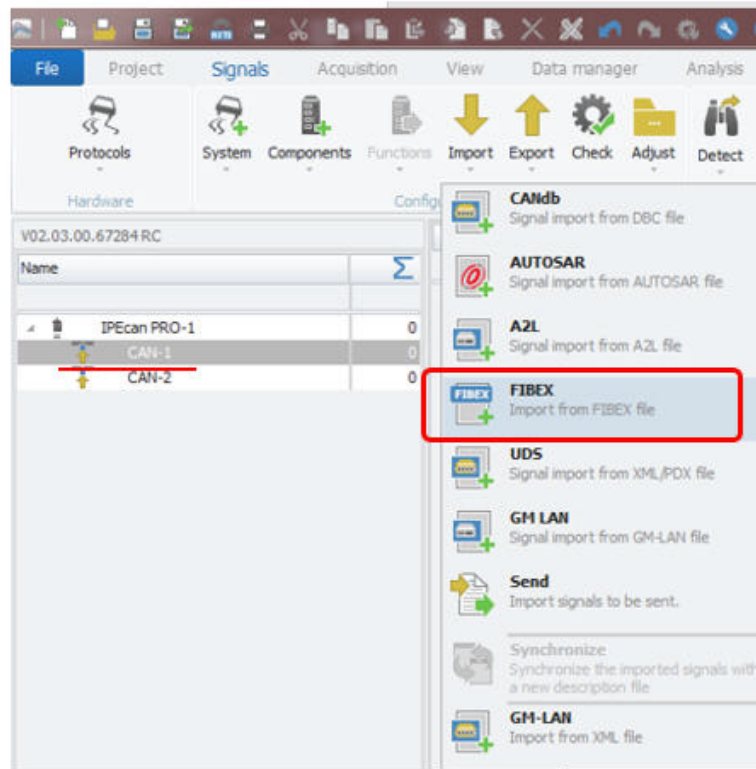 File Project Signals Acquisition View Data manager Analysis
Protocols System Components Functions Import Export Check Adjust Detect
Hardware
V02.03.00.67284 RC
Name Σ
IPEcan PRO-1 0
CAN-1 0
CAN-2 0
CANdb
Signal import from DBC file
AUTOSAR
Signal import from AUTOSAR file
A2L
Signal import from A2L file
FIBEX
FIBEX
Import from FIBEX file
UDS
Signal import from XML/PDX file
GM LAN
Signal import from GM-LAN file
Send
Import signals to be sent.
Synchronize
Synchronize the imported signals with
a new description file
GM-LAN
Import from XML file